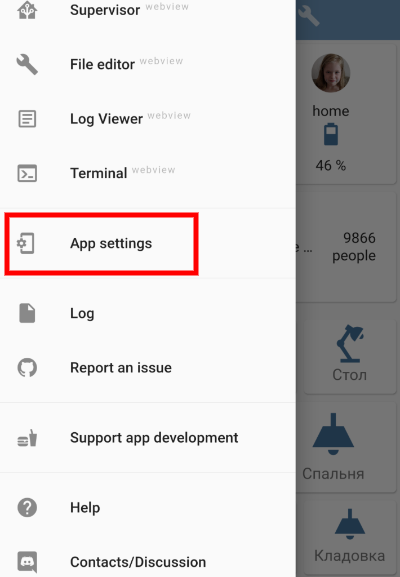 Supervisor webview
File editor webview
Log Viewer webview
Terminal webview
App settings
Log
Report an issue
Support app development
Help
Contacts/Discussion
home
46 %
е ...
9866
people
Стол
Спальня
Кладовка